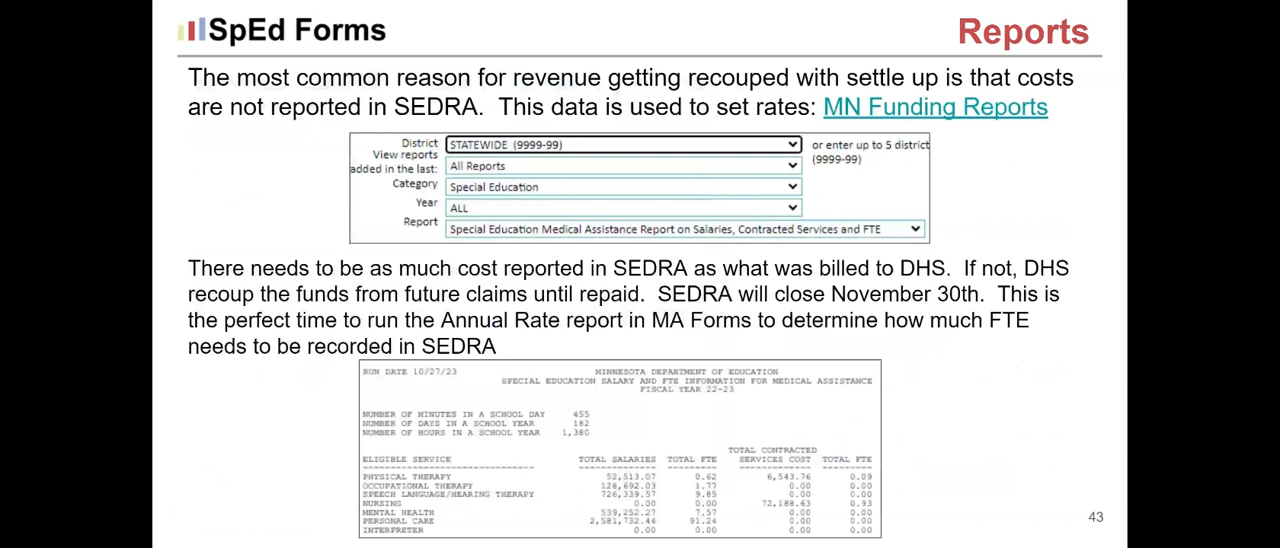 SpEd Forms
Reports
The most common reason for revenue getting recouped with settle up is that costs
are not reported in SEDRA.  This data is used to set rates: MN Funding Reports
District STATEWIDE (9999-99) or enter up to 5 district
View reports (9999-99)
added in the last: All Reports
Category Special Education
Year ALL
Report Special Education Medical Assistance Report on Salaries, Contracted Services and FTE
There needs to be as much cost reported in SEDRA as what was billed to DHS.  If not, DHS
recoup the funds from future claims until repaid.  SEDRA will close November 30th.  This is
the perfect time to run the Annual Rate report in MA Forms to determine how much FTE
needs to be recorded in SEDRA
RUN DATE 10/27/23 MINNESOTA DEPARTMENT OF EDUCATION
SPECIAL EDUCATION SALARY AND FTE INFORMATION FOR MEDICAL ASSISTANCE
FISCAL YEAR 22-23
NUMBER OF MINUTES IN A SCHOOL DAY 455
NUMBER OF DAYS IN A SCHOOL YEAR 182
NUMBER OF HOURS IN A SCHOOL YEAR 1,380
TOTAL CONTRACTED
ELIGIBLE SERVICE TOTAL SALARIES TOTAL FTE SERVICES COST TOTAL FTE
PHYSICAL THERAPY 52,513.07 0.62 6,543.76 0.09
OCCUPATIONAL THERAPY 128,692.03 1.77 0.00 0.00
SPEECH LANGUAGE/HEARING THERAPY 726,339.57 9.85 0.00 0.00
NURSING 0.00 0.00 72,188.63 0.93
MENTAL HEALTH 539,252.27 7.57 0.00 0.00
PERSONAL CARE 2,581,732.44 91.24 0.00 0.00
INTERPRETER 0.00 0.00 0.00 0.00
43